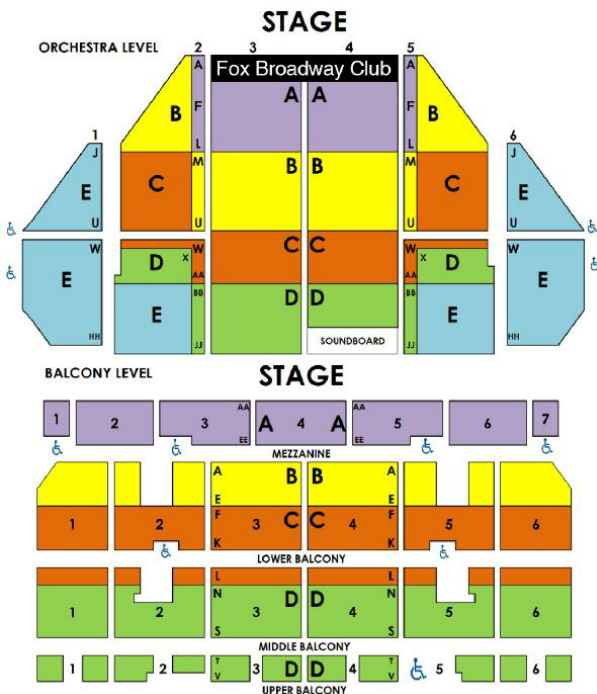 STAGE
ORCHESTRA LEVEL
2 3 4 5
Fox Broadway Club
A A A A
B F F B
B L L B
1 6
J B M B B M J
E C C E
U U U U
W W C C W W
D X X D
AA AA
E BB D D BB E
E E
HH JJ SOUNDBOARD JJ HH
BALCONY LEVEL STAGE
1 2 3 AA A 4 A AA 5 6 7
EE EE
MEZZANINE
A B B A
E E
1 2 F 3 C C 4 F 5 6
K K
LOWER BALCONY
L L
1 2 N 3 D D 4 N 5 6
S S
MIDDLE BALCONY
1 2 T 3 D D 4 T 5 6
V V
UPPER BALCONY